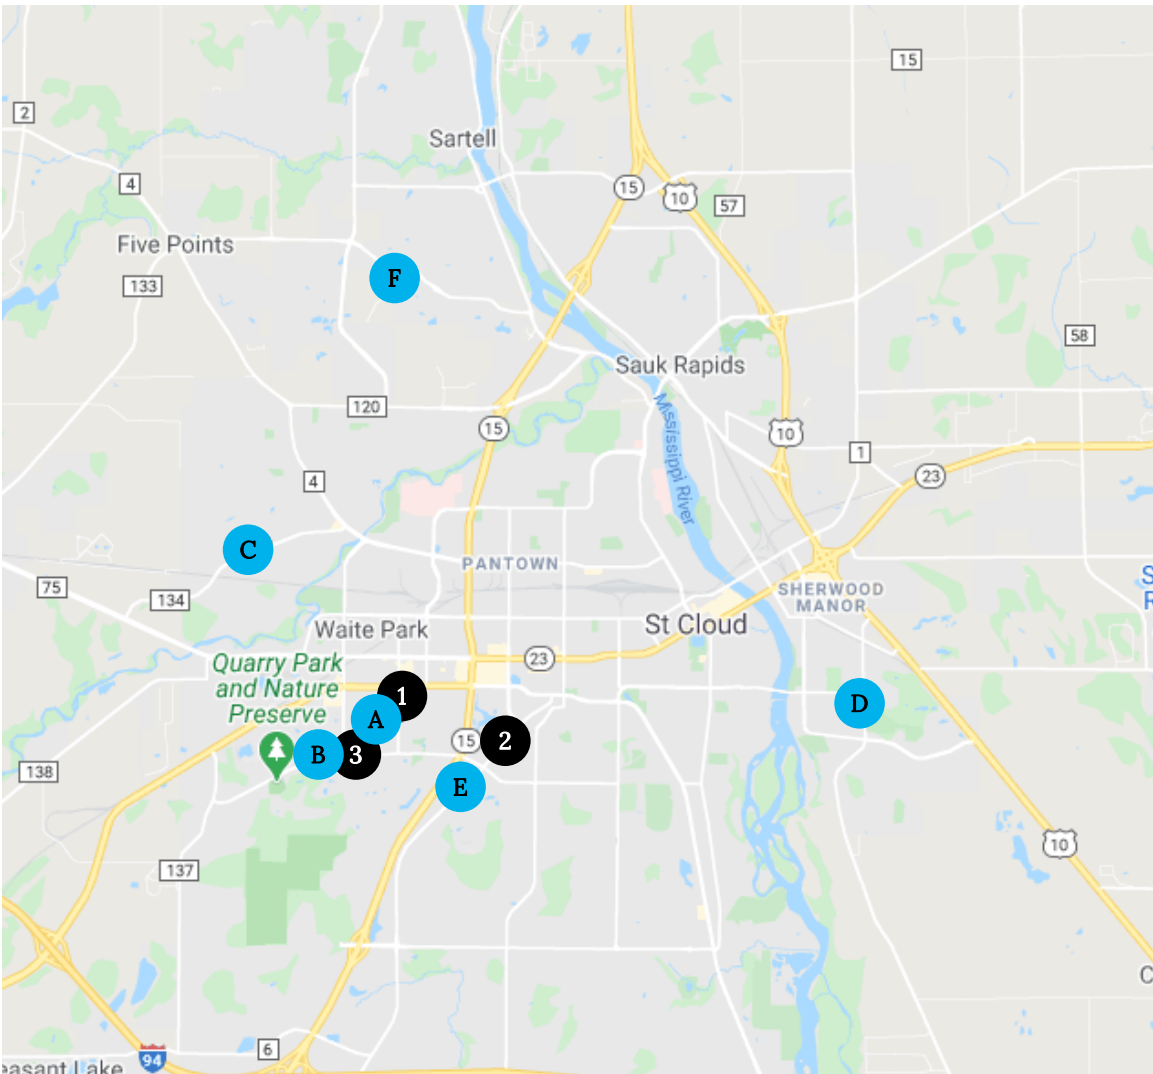 15
2
Sartell
4
15
10
57
Five Points
F
133
58
Sauk Rapids
120
15
10
Mississippi River
1
23
4
C
PANTOWN
75
134
SHERWOOD
MANOR
S
R
Waite Park
St Cloud
23
Quarry Park
and Nature
Preserve
1
A
D
15
2
B
3
138
E
10
137
C
6
94
easant Lake